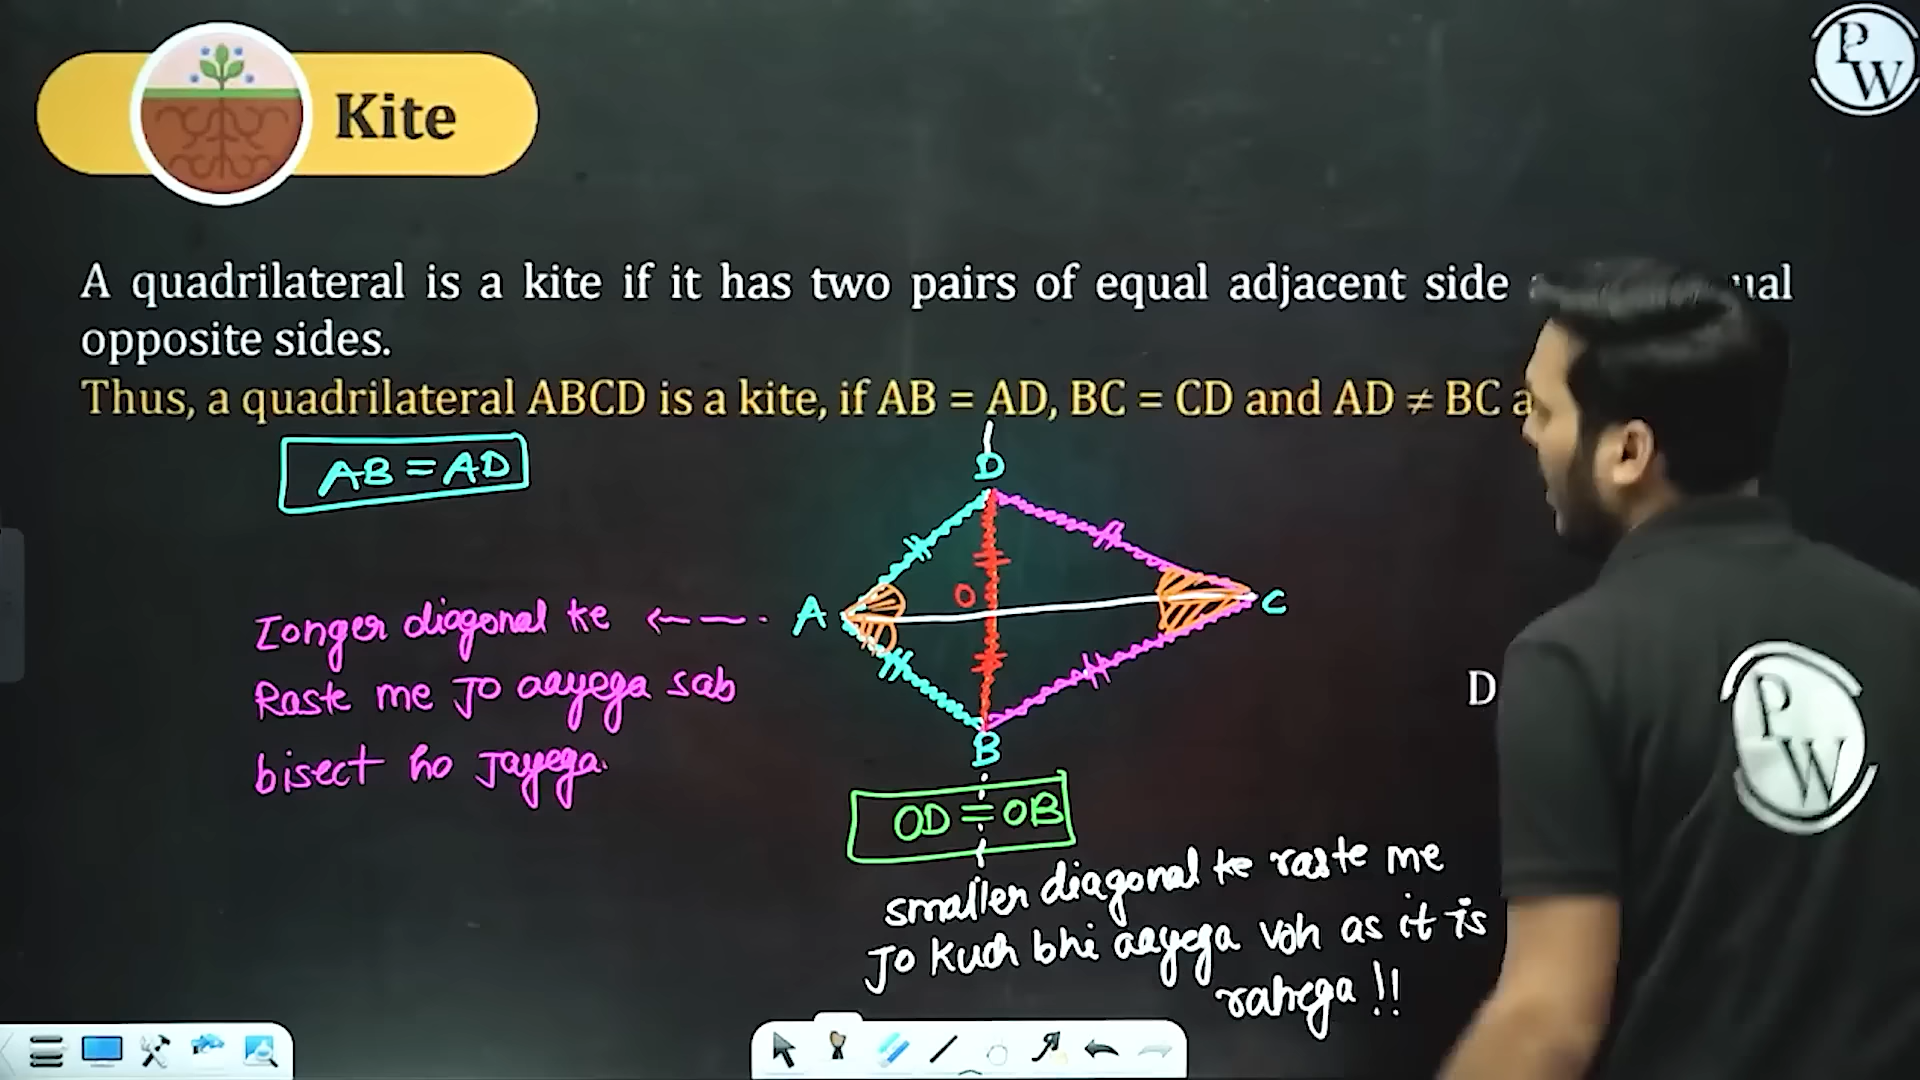 Kite
P
W
A quadrilateral is a kite if it has two pairs of equal adjacent side
opposite sides.
Thus, a quadrilateral ABCD is a kite, if AB = AD, BC = CD and AD ≠ BC
AB = AD
D
O
A
C
B
Longer diagonal ke
Raste me Jo aayega sab
bisect ho Jayega.
OD = OB
smaller diagonal ke raste me
Jo kuch bhi aayega voh as it is
rahega !!
D
P
W